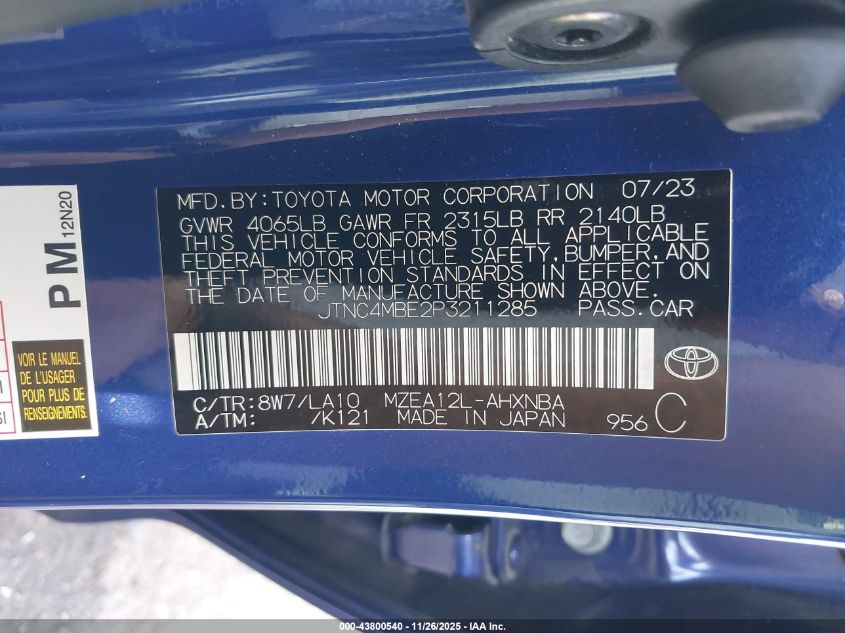 MFD.BY:TOYOTA MOTOR CORPORATION 07/23
GVWR 4065LB GAWR FR 2315LB RR 2140LB
THIS VEHICLE CONFORMS TO ALL APPLICABLE
FEDERAL MOTOR VEHICLE SAFETY,BUMPER,AND
THEFT PREVENTION STANDARDS IN EFFECT ON
THE DATE OF MANUFACTURE SHOWN ABOVE.
JTNC4MBE2P3211285 PASS.CAR
C/TR:8W7/LA10 MZEA12L-AHXNBA
A/TM: /K121 MADE IN JAPAN 956 C
PM 12N20
VOIR LE MANUEL
DE L'USAGER
POUR PLUS DE
RENSEIGNEMENTS
000-43800540 - 11/26/2025 - IAA Inc.